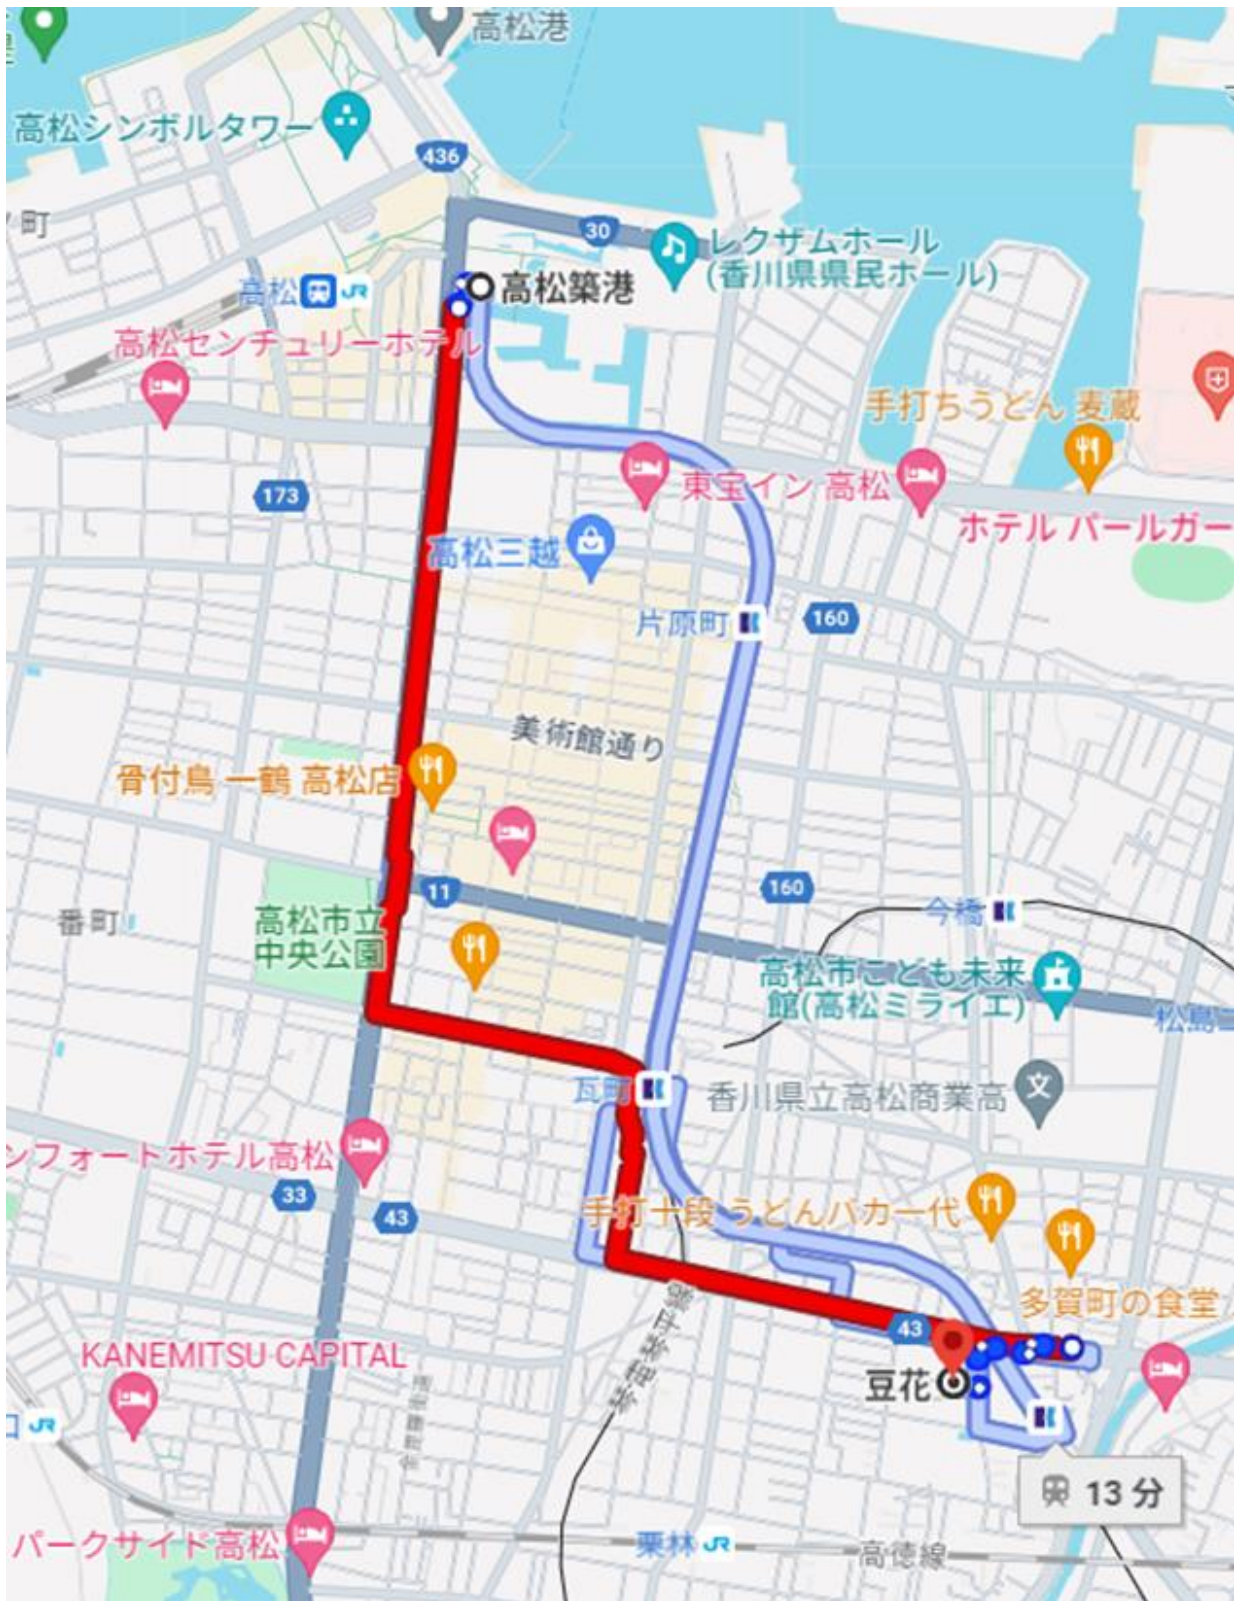 高松港
高松シンボルタワー
436
町
30
レクザムホール
(香川県県民ホール)
高松
JR
高松築港
高松センチュリーホテル
手打ちうどん 麦蔵
173
東宝イン 高松
ホテル パールガー
高松三越
片原町
160
美術館通り
骨付鳥 一鶴 高松店
11
160
番町
高松市立
中央公園
今橋
高松市こども未来
館(高松ミライエ)
松島二
瓦町
香川県立高松商業高
ンフォートホテル高松
33
43
手打十段 うどんバカ一代
多賀町の食堂
43
KANEMITSU CAPITAL
豆花
JR
13 分
パークサイド高松
栗林
JR
高徳線